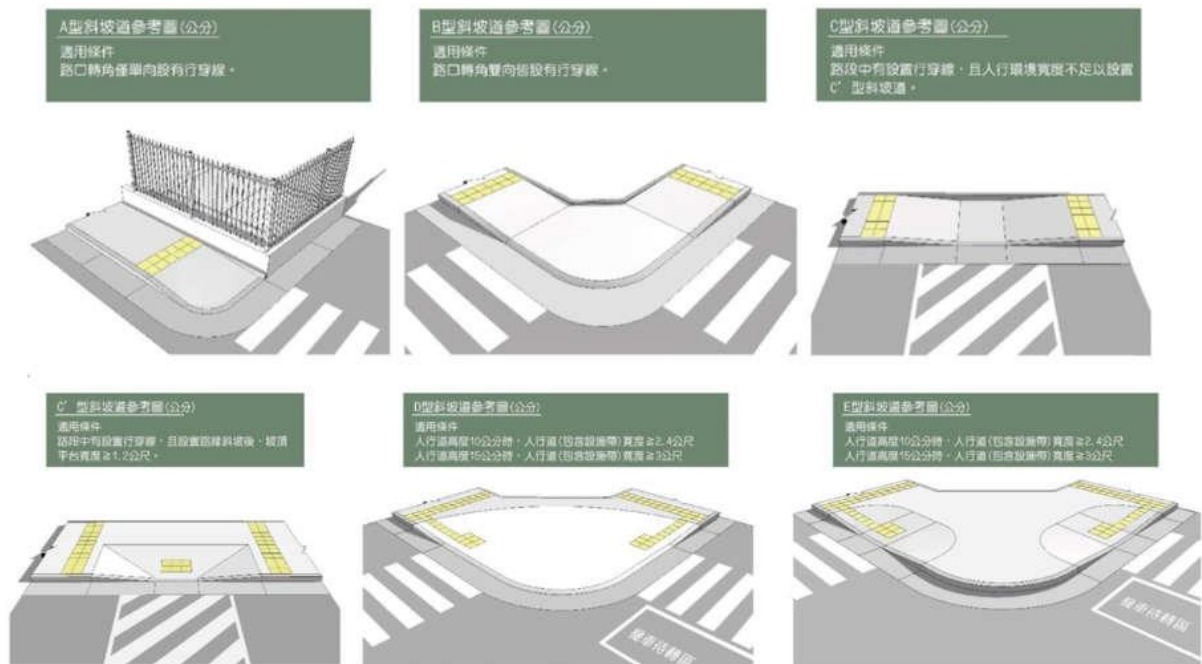 A型斜坡道參考圖(公分)
適用條件
路口轉角僅單向設有行穿線。
B型斜坡道參考圖(公分)
適用條件
路口轉角雙向皆設有行穿線。
C型斜坡道參考圖(公分)
適用條件
路段中有設置行穿線，且人行環境寬度不足以設置
C'型斜坡道。
C'型斜坡道參考圖(公分)
適用條件
路段中有設置行穿線，且設置路緣斜坡後，坡頂
平台寬度≧1.2公尺。
D型斜坡道參考圖(公分)
適用條件
人行道高度10公分時，人行道(包含設施帶)寬度≧2.4公尺
人行道高度15公分時，人行道(包含設施帶)寬度≧3公尺
E型斜坡道參考圖(公分)
適用條件
人行道高度10公分時，人行道(包含設施帶)寬度≧2.4公尺
人行道高度15公分時，人行道(包含設施帶)寬度≧3公尺
機車待轉區
機車待轉區